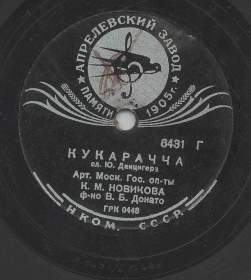 АПРЕЛЕВСКИЙ ЗАВОД
ПАМЯТИ 1905 г.
6431 Г
КУКАРАЧЧА
сл. Ю. Данцигера
Арт. Моск. Гос. оп-ты
К. М. НОВИКОВА
ф-но В. Б. Донато
ГРК 0448
НКОМ. СССР.